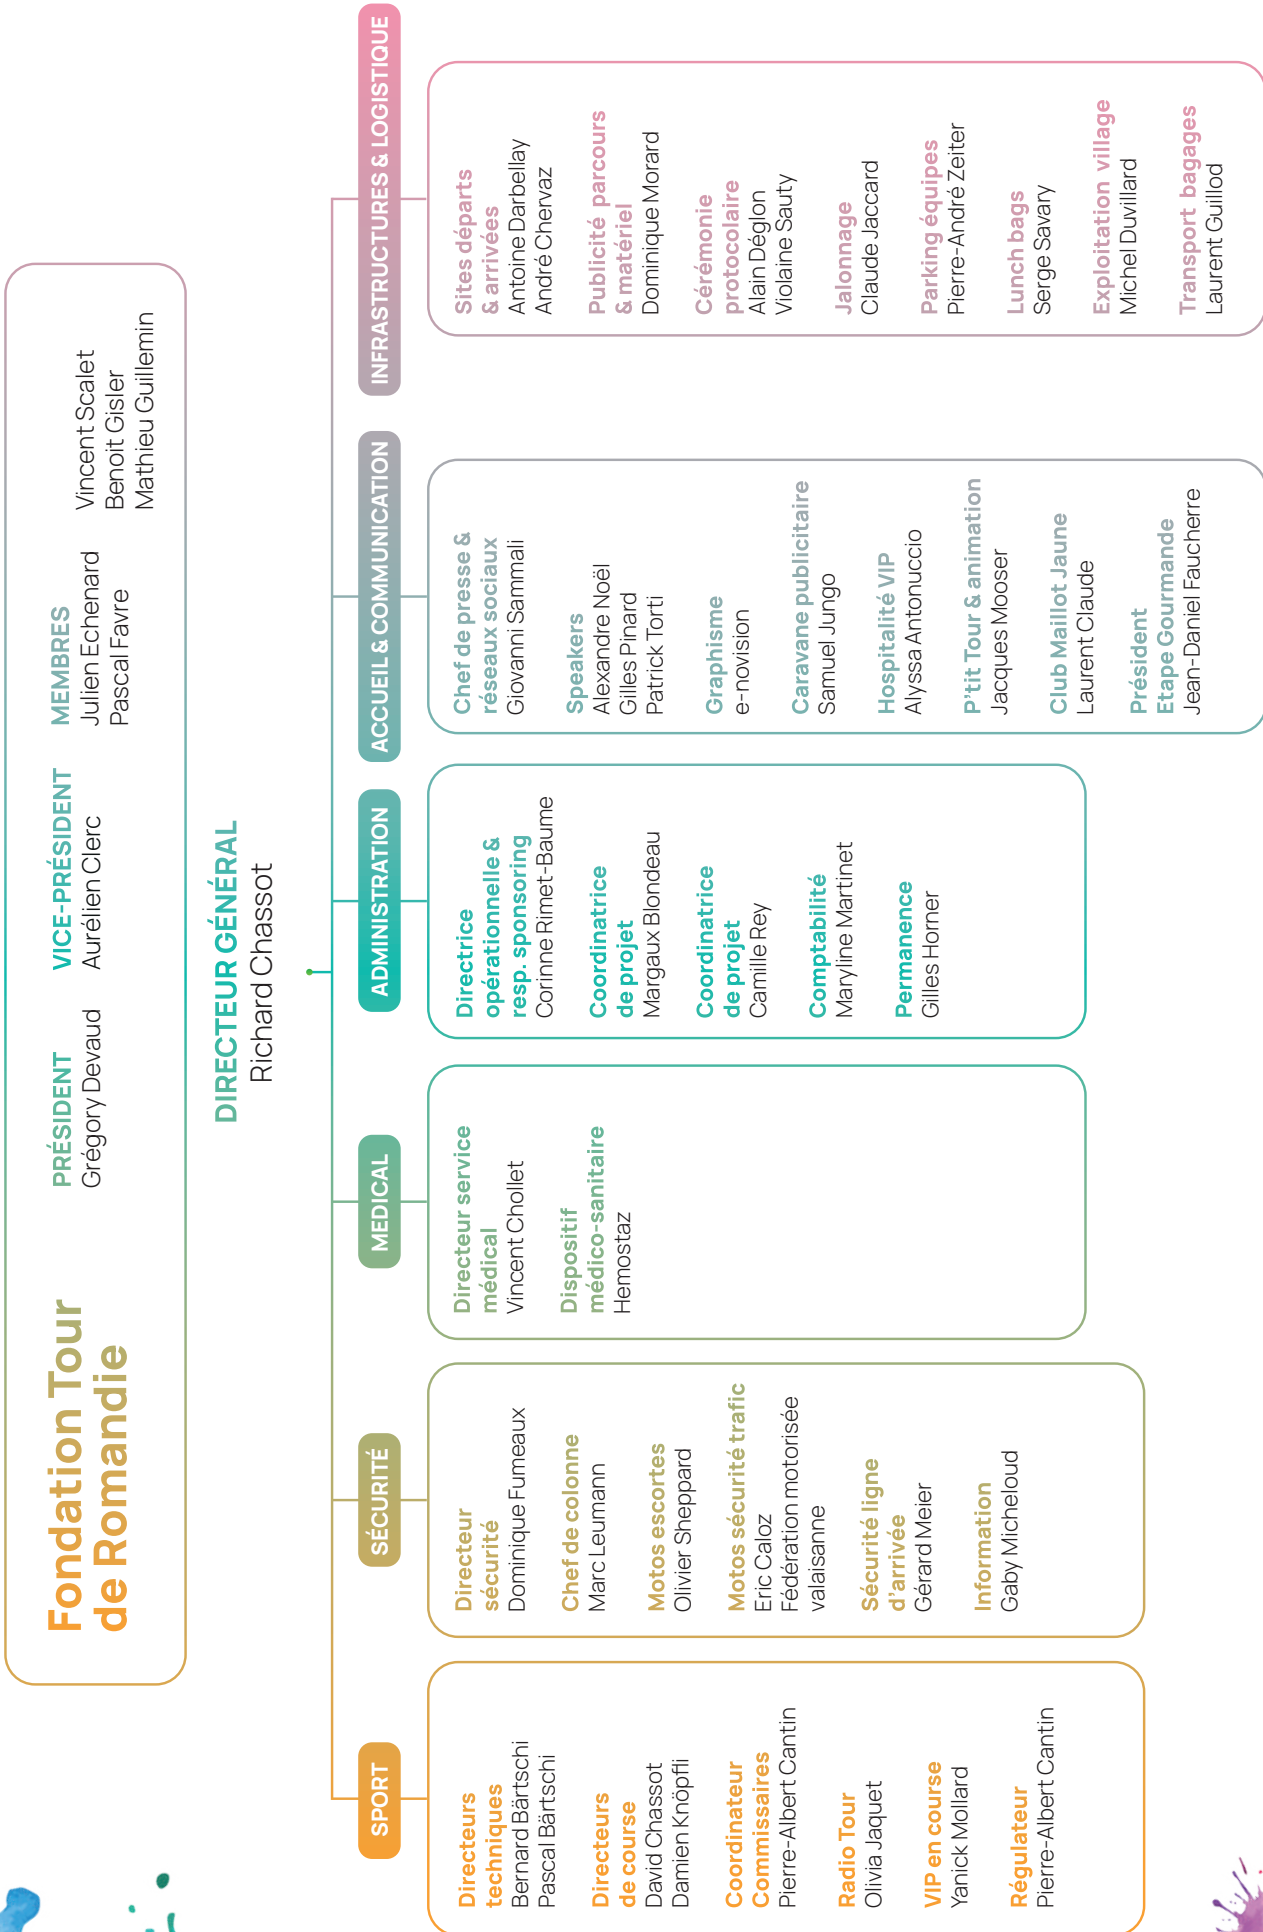 Fondation Tour
de Romandie
PRÉSIDENT
Grégory Devaud
VICE-PRÉSIDENT
Aurélien Clerc
MEMBRES
Julien Echenard
Pascal Favre
Vincent Scalet
Benoit Gisler
Mathieu Guillemin
DIRECTEUR GÉNÉRAL
Richard Chassot
SPORT
Directeurs
techniques
Bernard Bärtschi
Pascal Bärtschi
Directeurs
de course
David Chassot
Damien Knöpfli
Coordinateur
Commissaires
Pierre-Albert Cantin
Radio Tour
Olivia Jaquet
VIP en course
Yanick Mollard
Régulateur
Pierre-Albert Cantin
SÉCURITÉ
Directeur
sécurité
Dominique Fumeaux
Chef de colonne
Marc Leumann
Motos escortes
Olivier Sheppard
Motos sécurité trafic
Eric Caloz
Fédération motorisée
valaisanne
Sécurité ligne
d'arrivée
Gérard Meier
Information
Gaby Micheloud
MEDICAL
Directeur service
médical
Vincent Chollet
Dispositif
médico-sanitaire
Hemostaz
ADMINISTRATION
Directrice
opérationnelle &
resp. sponsoring
Corinne Rimet-Baume
Coordinatrice
de projet
Margaux Blondeau
Coordinatrice
de projet
Camille Rey
Comptabilité
Maryline Martinet
Permanence
Gilles Horner
ACCUEIL & COMMUNICATION
Chef de presse &
réseaux sociaux
Giovanni Sammali
Speakers
Alexandre Noël
Gilles Pinard
Patrick Torti
Graphisme
e-novision
Caravane publicitaire
Samuel Jungo
Hospitalité VIP
Alyssa Antonuccio
P'tit Tour & animation
Jacques Mooser
Club Maillot Jaune
Laurent Claude
Président
Etape Gourmande
Jean-Daniel Faucherre
INFRASTRUCTURES & LOGISTIQUE
Sites départs
& arrivées
Antoine Darbellay
André Chervaz
Publicité parcours
& matériel
Dominique Morard
Cérémonie
protocolaire
Alain Déglon
Violaine Sauty
Jalonnage
Claude Jaccard
Parking équipes
Pierre-André Zeiter
Lunch bags
Serge Savary
Exploitation village
Michel Duvillard
Transport bagages
Laurent Guillod